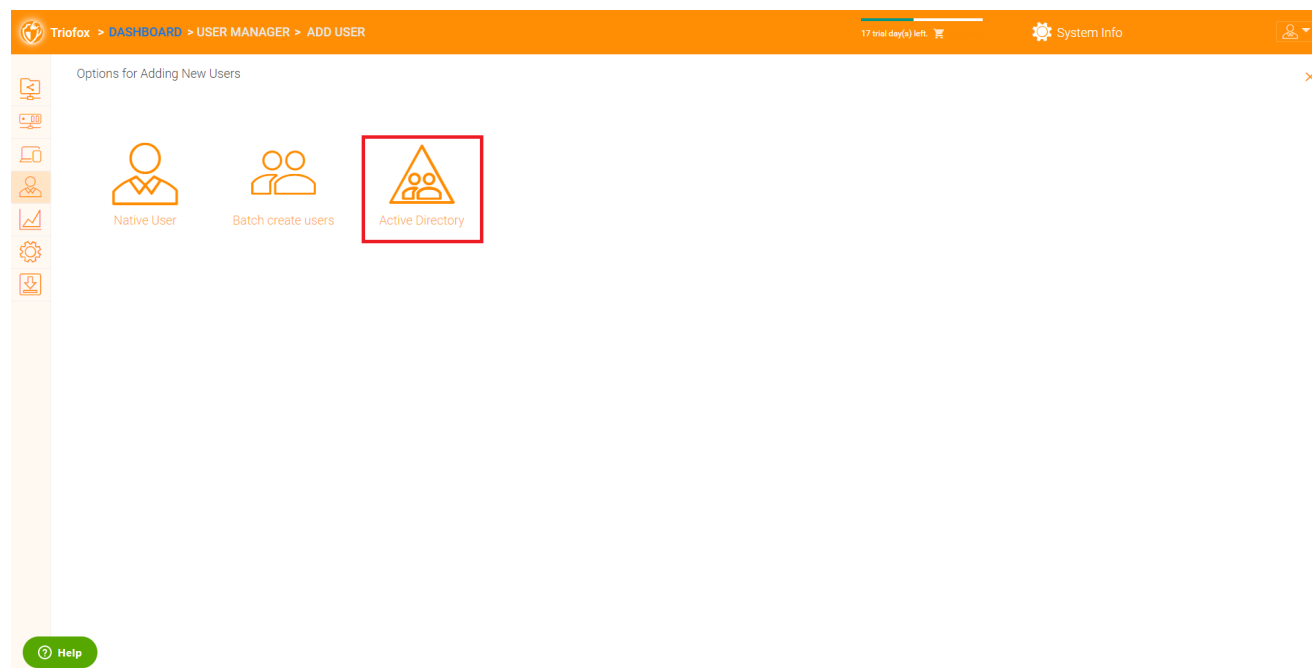 Triofox > DASHBOARD > USER MANAGER > ADD USER
17 trial day(s) left.
System Info
Options for Adding New Users
Native User
Batch create users
Active Directory
Help